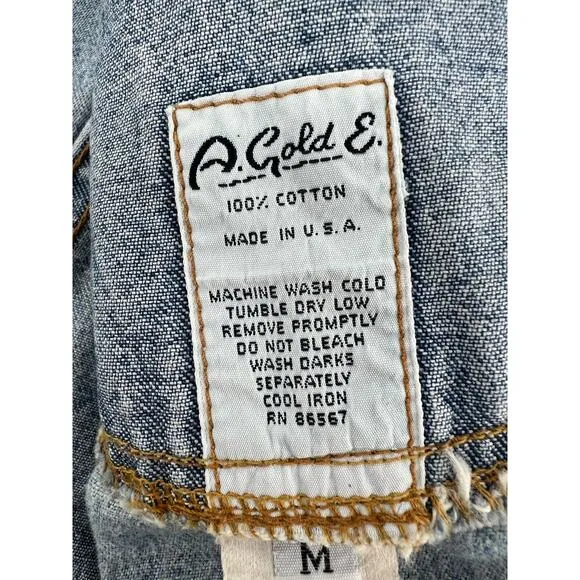 A. Gold E.
100% COTTON
MADE IN U.S.A.
MACHINE WASH COLD
TUMBLE DRY LOW
REMOVE PROMPTLY
DO NOT BLEACH
WASH DARKS
SEPARATELY
COOL IRON
RN 86567
M